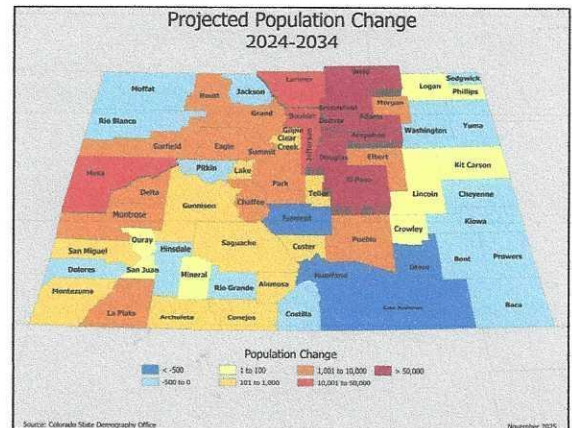 Projected Population Change
2024-2034
Moffat
Routt
Jackson
Larimer
Weld
Logan
Sedgwick
Phillips
Morgan
Rio Blanco
Grand
Boulder
Broomfield
Adams
Washington
Yuma
Garfield
Eagle
Summit
Gilpin
Clear
Creek
Jefferson
Denver
Arapahoe
Pitkin
Lake
Park
Douglas
Elbert
Kit Carson
Mesa
Delta
Gunnison
Chaffee
Teller
El Paso
Lincoln
Cheyenne
Montrose
Fremont
Kiowa
Ouray
Hinsdale
Saguache
Custer
Pueblo
Crowley
San Miguel
Otero
Bent
Prowers
Dolores
San Juan
Mineral
Rio Grande
Alamosa
Huerfano
Montezuma
La Plata
Archuleta
Conejos
Costilla
Las Animas
Baca
Population Change
< -500
1 to 100
1,001 to 10,000
> 50,000
-500 to 0
101 to 1,000
10,001 to 50,000
Source: Colorado State Demography Office
November 2025